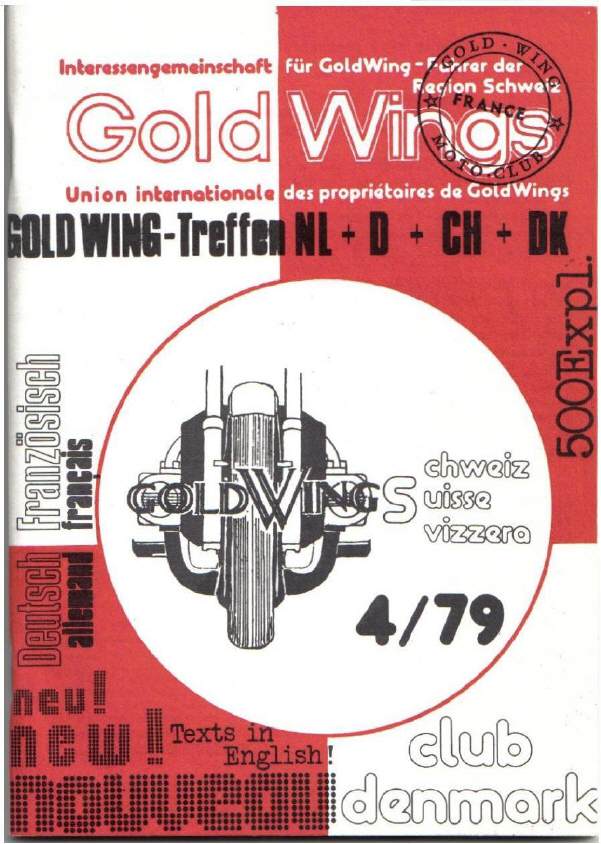 Interessengemeinschaft für GoldWing-Fahrer der
Region Schweiz
Gold Wings
GOLD-WING
FRANCE
MOTO-CLUB
Union internationale des propriétaires de GoldWings
GOLD WING-Treffen NL + D + CH + DK
500Expl.
Französisch
français
GOLDWINGS
Schweiz
uisse
vizzera
Deutsch
allemand
4/79
neu!
new!
Texts in
English!
nouveau
club
denmark